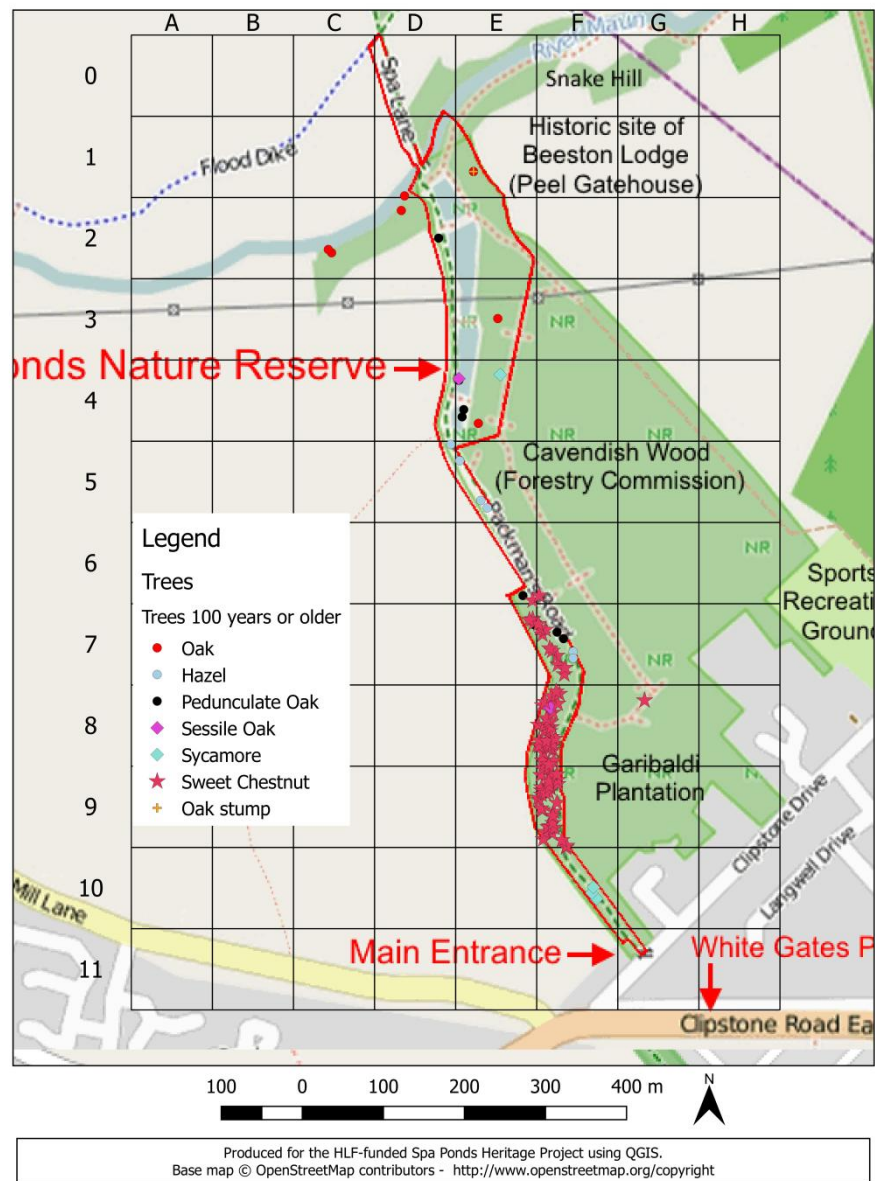 A B C D E F G H
0
1
2
3
4
5
6
7
8
9
10
11
River Maun
Spa Lane
Snake Hill
Historic site of
Beeston Lodge
(Peel Gatehouse)
Flood Dike
NR
NR
NR
NR
onds Nature Reserve
NR
NR
Cavendish Wood
(Forestry Commission)
Packman's Road
NR
Sports
Recreati
Ground
NR
Legend
Trees
Trees 100 years or older
Oak
Hazel
Pedunculate Oak
Sessile Oak
Sycamore
Sweet Chestnut
Oak stump
Garibaldi
Plantation
Clipstone Drive
Langwell Drive
Mill Lane
Main Entrance
White Gates P
Clipstone Road Ea
100 0 100 200 300 400 m
N
Produced for the HLF-funded Spa Ponds Heritage Project using QGIS.
Base map © OpenStreetMap contributors - http://www.openstreetmap.org/copyright